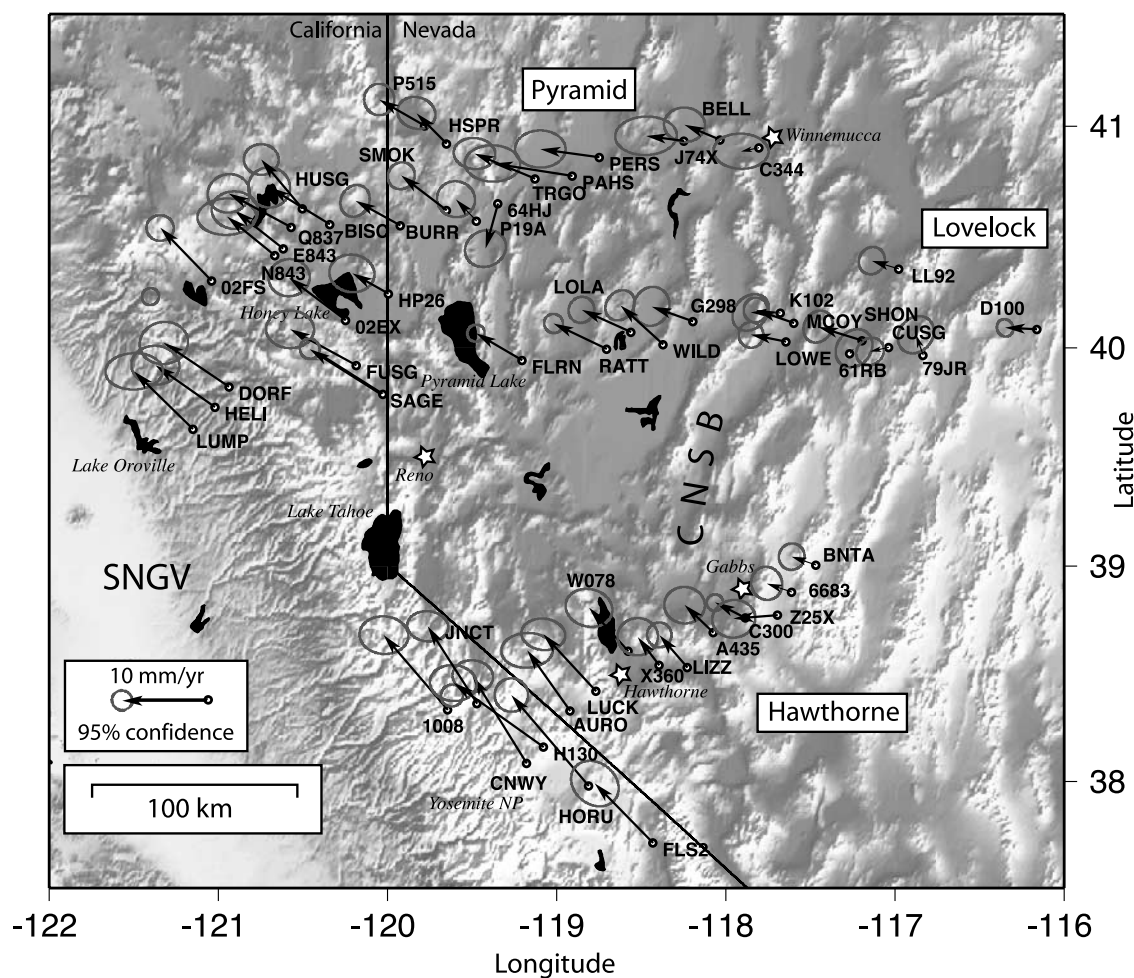 California Nevada
P515
Pyramid
BELL
HSPR
Winnemucca
J74X
SMOK
PERS
C344
PAHS
HUSG
TRGO
64HJ
P19A
Lovelock
Q837
BISC
BURR
E843
N843
LL92
02FS
LOLA
HP26
G298
K102
D100
Honey Lake
MCOY
SHON
02EX
CUSG
WILD
LOWE
FLRN
RATT
61RB
79JR
FUSG
Pyramid Lake
SAGE
DORF
HELI
LUMP
Lake Oroville
Reno
CNSB
Lake Tahoe
BNTA
Gabbs
SNGV
W078
6683
JNCT
Z25X
C300
A435
LIZZ
X360
Hawthorne
10 mm/yr
LUCK
Hawthorne
1008
AURO
95% confidence
H130
CNWY
100 km
Yosemite NP
HORU
FLS2
41
40
39
38
Latitude
-122 -121 -120 -119 -118 -117 -116
Longitude